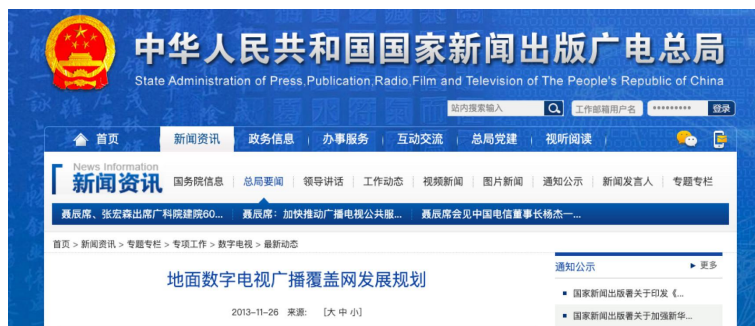 中华人民共和国国家新闻出版广电总局
State Administration of Press,Publication,Radio,Film and Television of The People's Republic of China
站内搜索输入 工作邮箱用户名 ********* 登录
首页 新闻资讯 政务信息 办事服务 互动交流 总局党建 视听阅读
News Information
新闻资讯 国务院信息 总局要闻 领导讲话 工作动态 视频新闻 图片新闻 通知公示 新闻发言人 专题专栏
聂辰席、张宏森出席广科院建院60... 聂辰席：加快推动广播电视公共服... 聂辰席会见中国电信董事长杨杰一...
首页 > 新闻资讯 > 专题专栏 > 专项工作 > 数字电视 > 最新动态
地面数字电视广播覆盖网发展规划
2013-11-26 来源: [大 中 小]
通知公示 ▶ 更多
▪ 国家新闻出版署关于印发《...
▪ 国家新闻出版署关于加强新华...